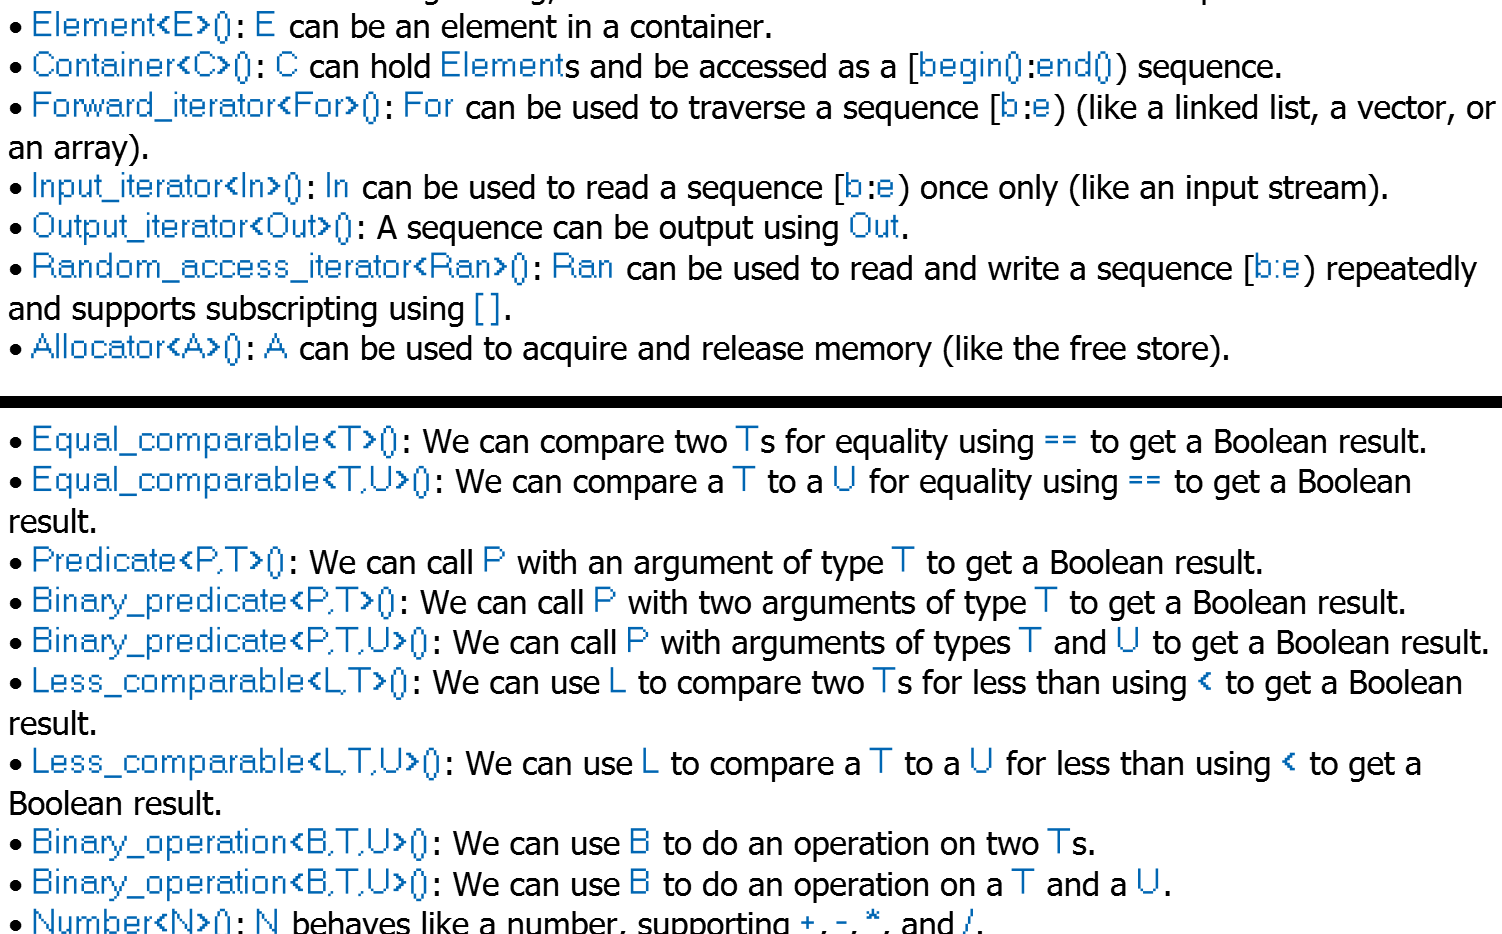 • Element<E>(): E can be an element in a container.
• Container<C>(): C can hold Elements and be accessed as a [begin():end()) sequence.
• Forward_iterator<For>(): For can be used to traverse a sequence [b:e) (like a linked list, a vector, or
an array).
• Input_iterator<In>(): In can be used to read a sequence [b:e) once only (like an input stream).
• Output_iterator<Out>(): A sequence can be output using Out.
• Random_access_iterator<Ran>(): Ran can be used to read and write a sequence [b:e) repeatedly
and supports subscripting using [].
• Allocator<A>(): A can be used to acquire and release memory (like the free store).
• Equal_comparable<T>(): We can compare two Ts for equality using == to get a Boolean result.
• Equal_comparable<T,U>(): We can compare a T to a U for equality using == to get a Boolean
result.
• Predicate<P,T>(): We can call P with an argument of type T to get a Boolean result.
• Binary_predicate<P,T>(): We can call P with two arguments of type T to get a Boolean result.
• Binary_predicate<P,T,U>(): We can call P with arguments of types T and U to get a Boolean result.
• Less_comparable<L,T>(): We can use L to compare two Ts for less than using < to get a Boolean
result.
• Less_comparable<L,T,U>(): We can use L to compare a T to a U for less than using < to get a
Boolean result.
• Binary_operation<B,T,U>(): We can use B to do an operation on two Ts.
• Binary_operation<B,T,U>(): We can use B to do an operation on a T and a U.
• Number<N>(): N behaves like a number, supporting +, -, *, and /.